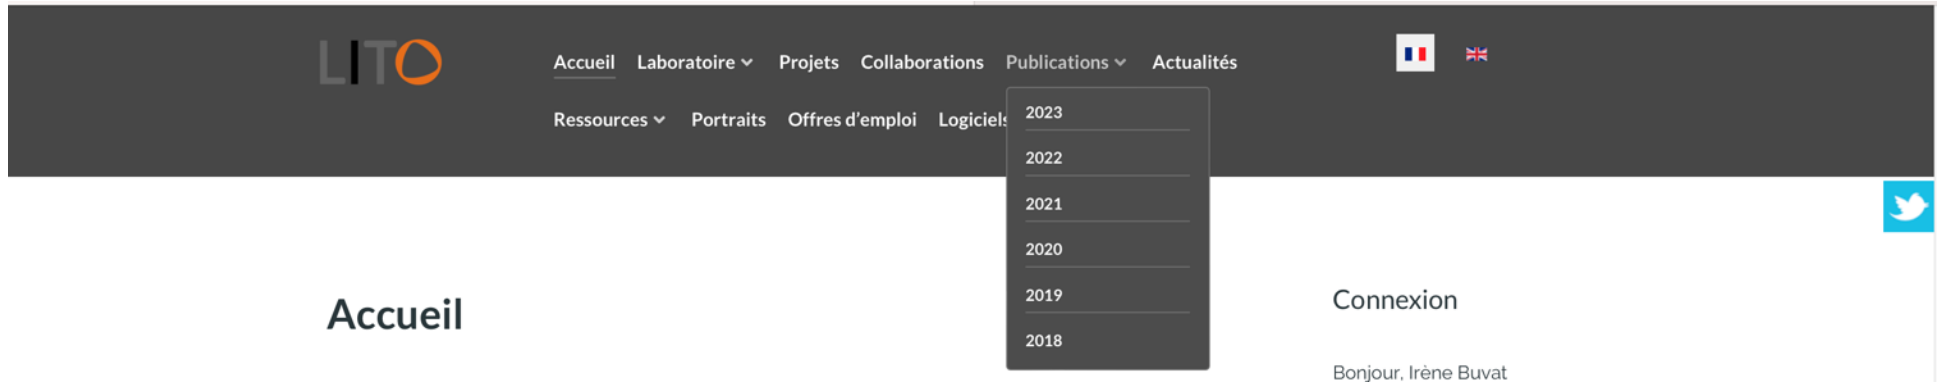 LITO
Accueil Laboratoire Projets Collaborations Publications Actualités
Ressources Portraits Offres d'emploi Logiciels
2023
2022
2021
2020
2019
2018
Accueil
Connexion
Bonjour, Irène Buvat